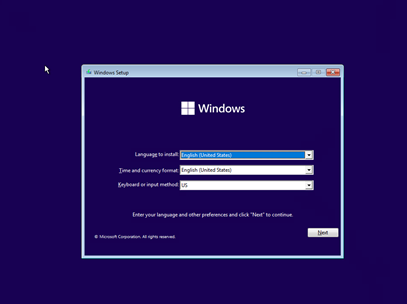 Windows Setup
Windows
Language to install: English (United States)
Time and currency format: English (United States)
Keyboard or input method: US
Enter your language and other preferences and click "Next" to continue.
© Microsoft Corporation. All rights reserved.
Next